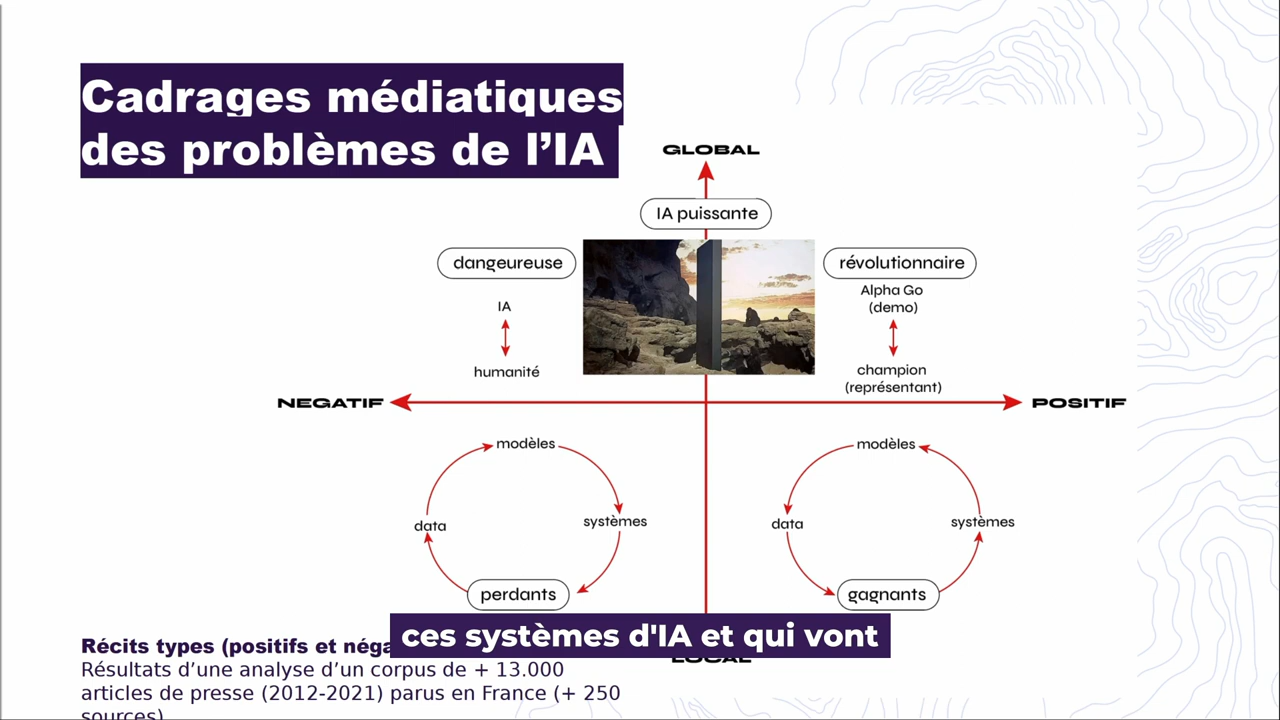 Cadrages médiatiques
des problèmes de l’IA
GLOBAL
IA puissante
dangeureuse
révolutionnaire
IA
humanité
Alpha Go
(demo)
champion
(représentant)
NEGATIF
POSITIF
modèles
data
systèmes
perdants
modèles
data
systèmes
gagnants
ces systèmes d'IA et qui vont
LOCAL
Récits types (positifs et néga
Résultats d’une analyse d’un corpus de + 13.000
articles de presse (2012-2021) parus en France (+ 250
sources)